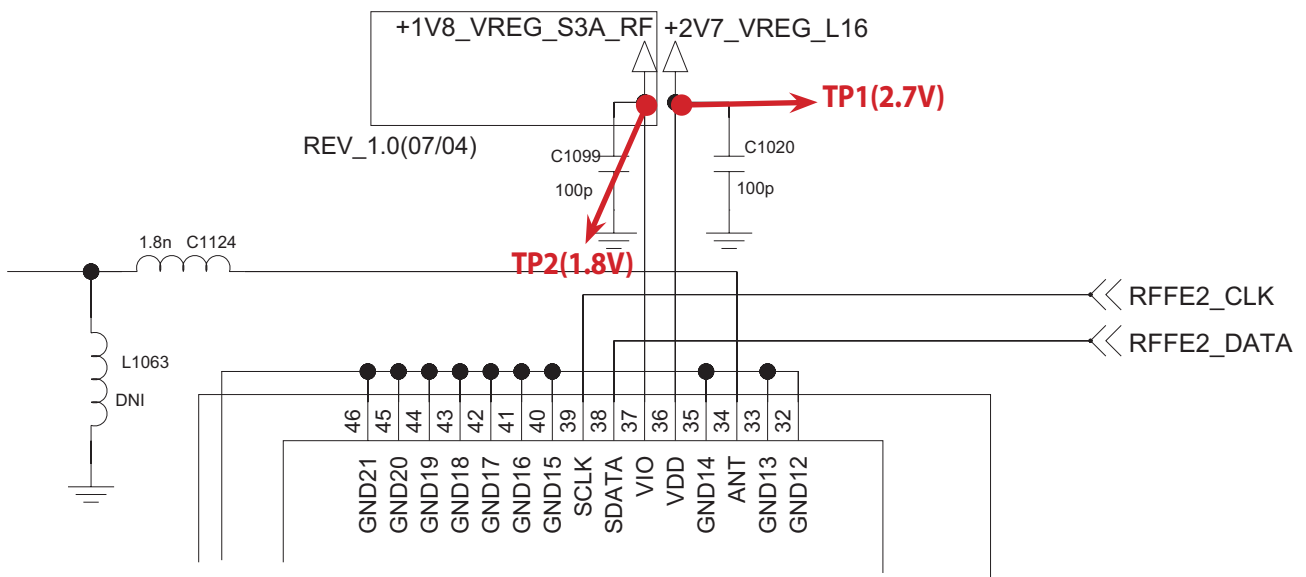 +1V8_VREG_S3A_RF +2V7_VREG_L16
TP1(2.7V)
REV_1.0(07/04)
C1099
100p
C1020
100p
1.8n C1124
TP2(1.8V)
RFFE2_CLK
RFFE2_DATA
L1063
DNI
46 45 44 43 42 41 40 39 38 37 36 35 34 33 32
GND21 GND20 GND19 GND18 GND17 GND16 GND15 SCLK SDATA VIO VDD GND14 ANT GND13 GND12